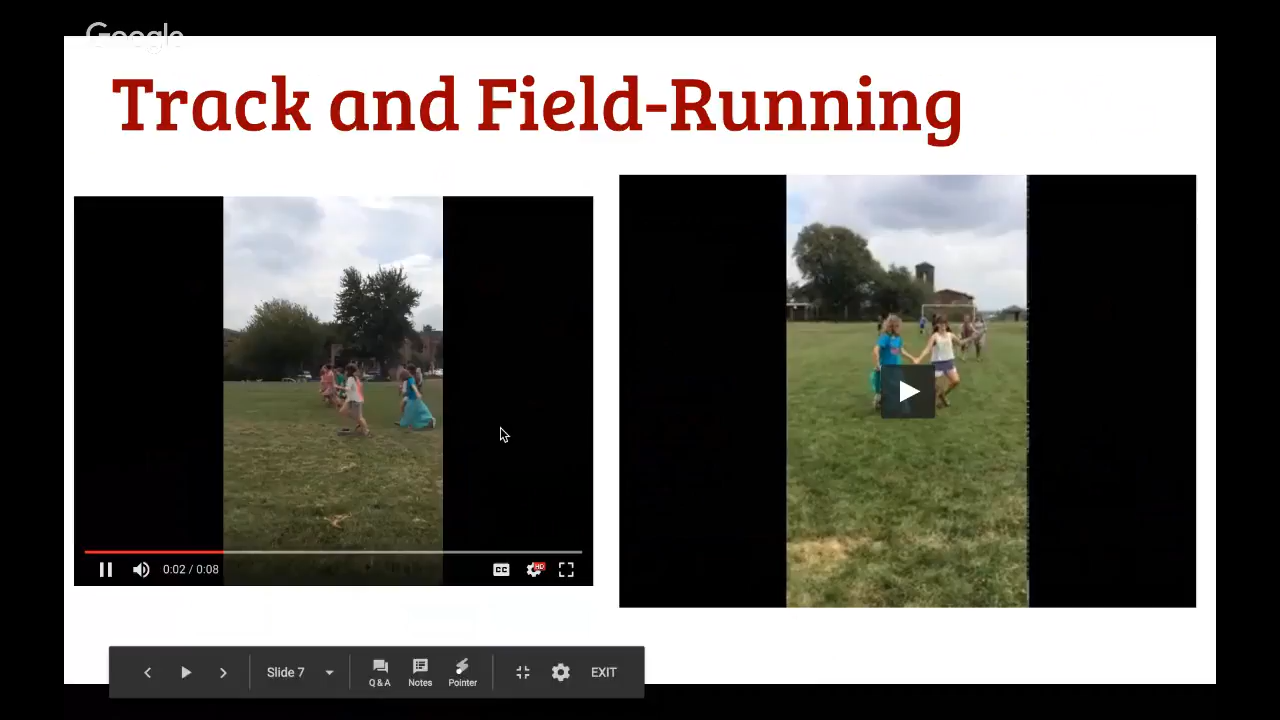 Google
Track and Field-Running
0:02 / 0:08
CC
HD
Slide 7
Q & A
Notes
Pointer
EXIT